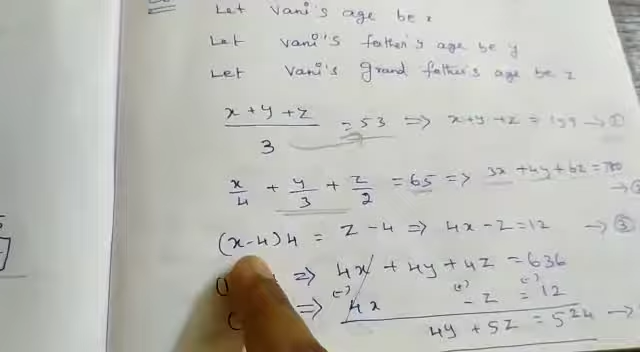 Let Vani's age be x
Let Vani's father's age be y
Let Vani's grand father's age be z
x+y+z / 3 = 53 => x+y+z = 159 → ①
x/4 + y/3 + z/2 = 65 => 3x+4y+6z = 780
(x-4)4 = z-4 => 4x-z=12 → ③
=> 4x + 4y + 4z = 636
=> (-) 4x (+) - z (-) = 12
4y + 5z = 524 →